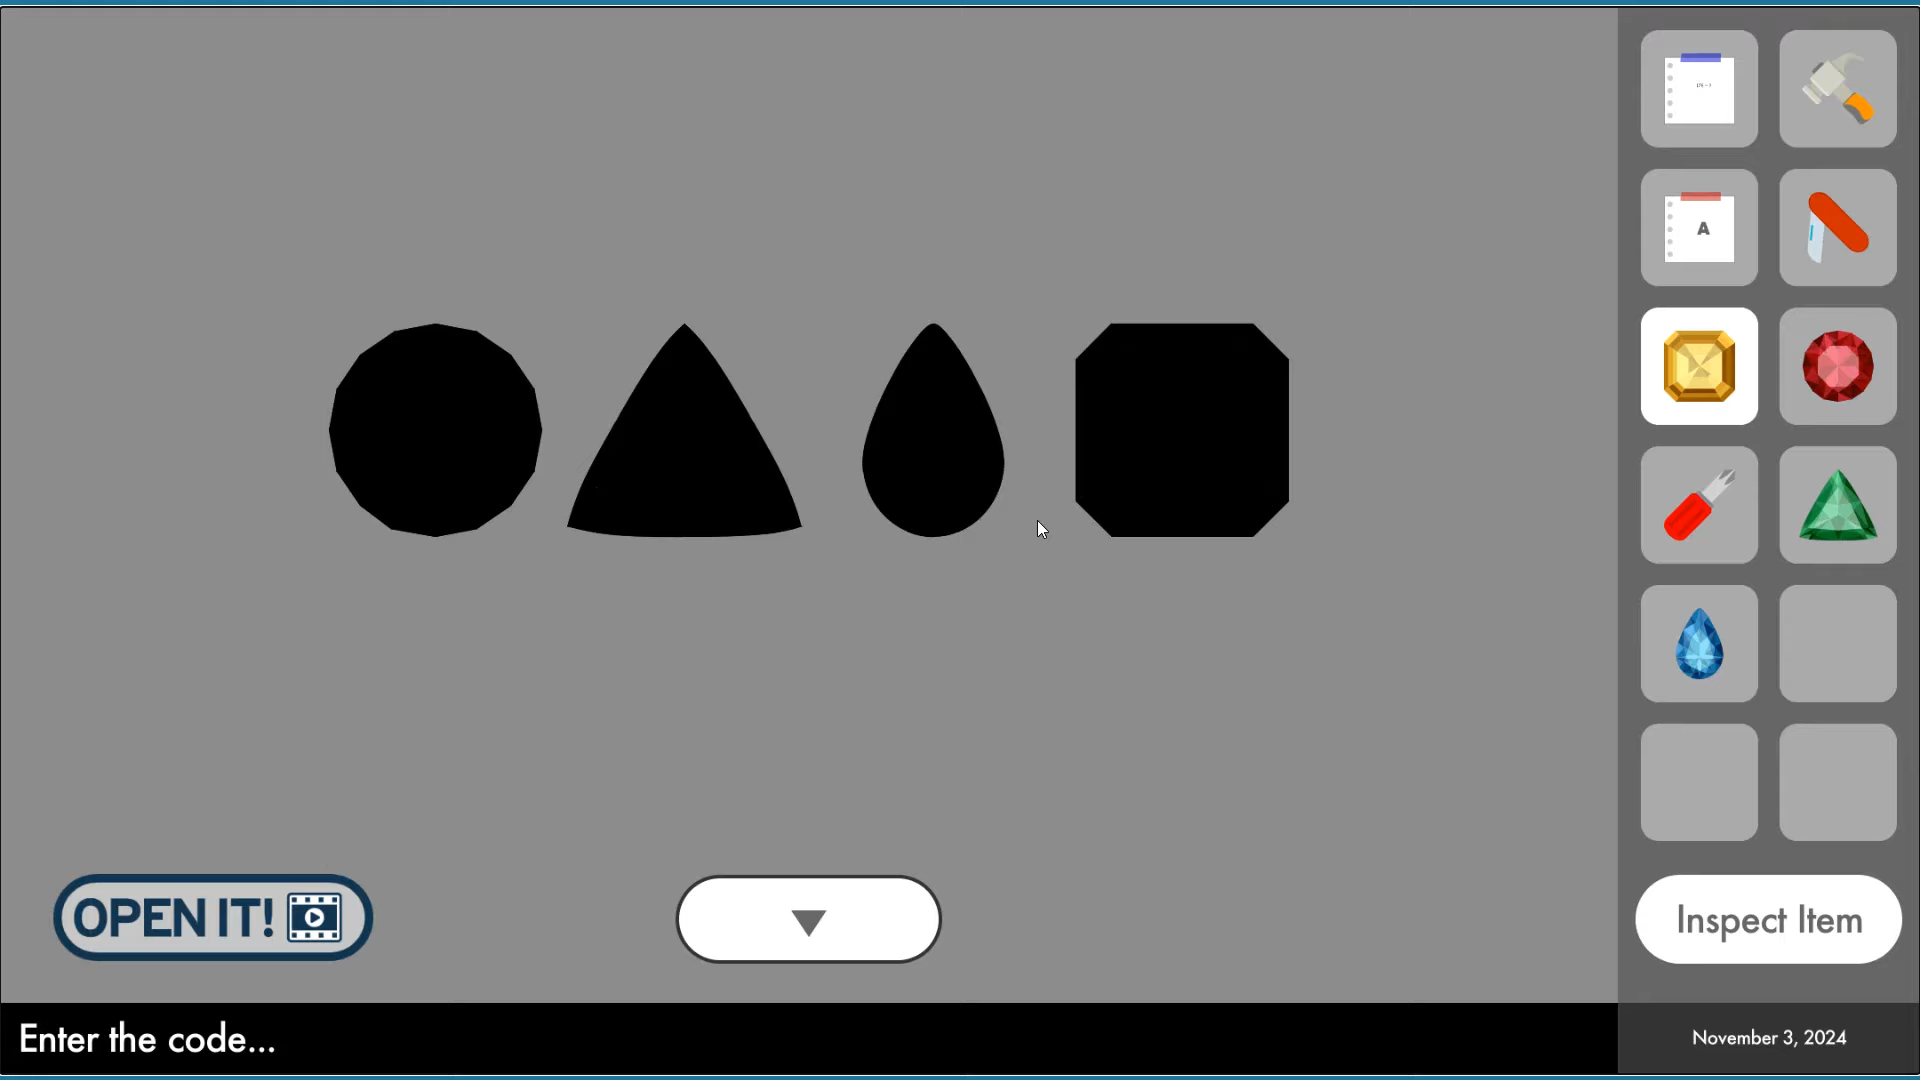 A
OPEN IT!
Inspect Item
Enter the code...
November 3, 2024